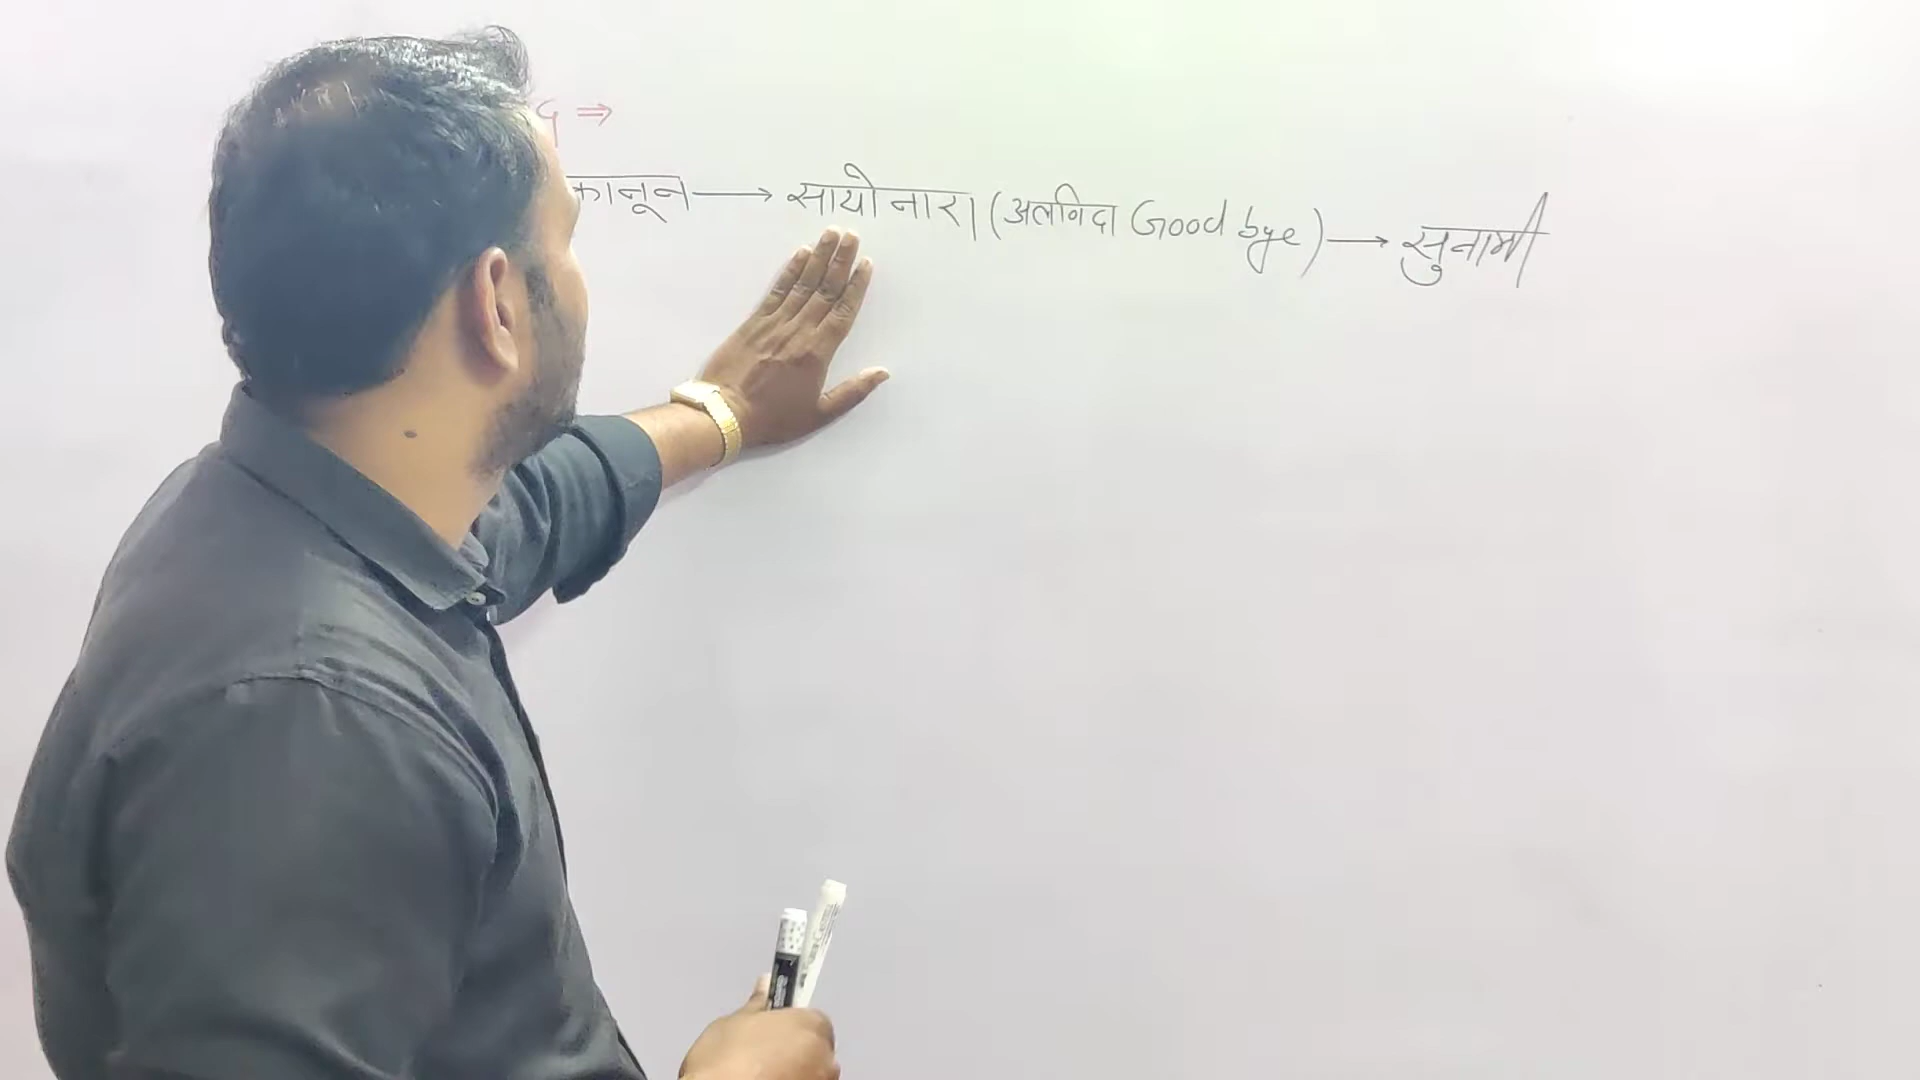 द ⇒
कानून → सायोनारा (अलविदा Good bye) → सुनामी